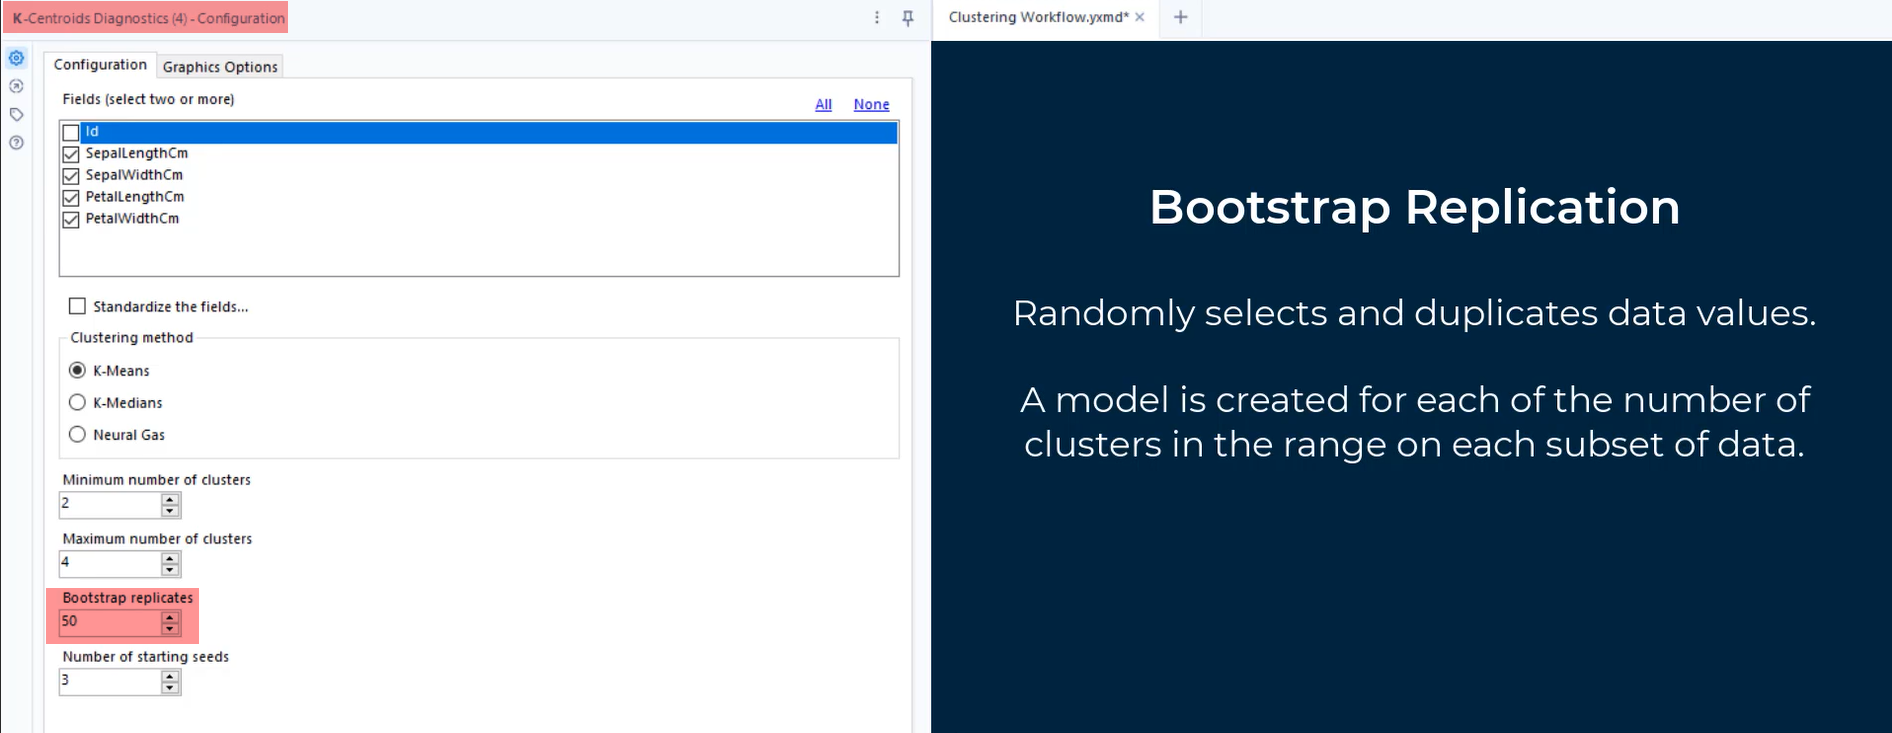 K-Centroids Diagnostics (4) - Configuration
Clustering Workflow.yxmd*
Configuration
Graphics Options
Fields (select two or more)
All
None
Id
SepalLengthCm
SepalWidthCm
PetalLengthCm
PetalWidthCm
Standardize the fields...
Clustering method
K-Means
K-Medians
Neural Gas
Minimum number of clusters
2
Maximum number of clusters
4
Bootstrap replicates
50
Number of starting seeds
3
Bootstrap Replication
Randomly selects and duplicates data values.
A model is created for each of the number of
clusters in the range on each subset of data.